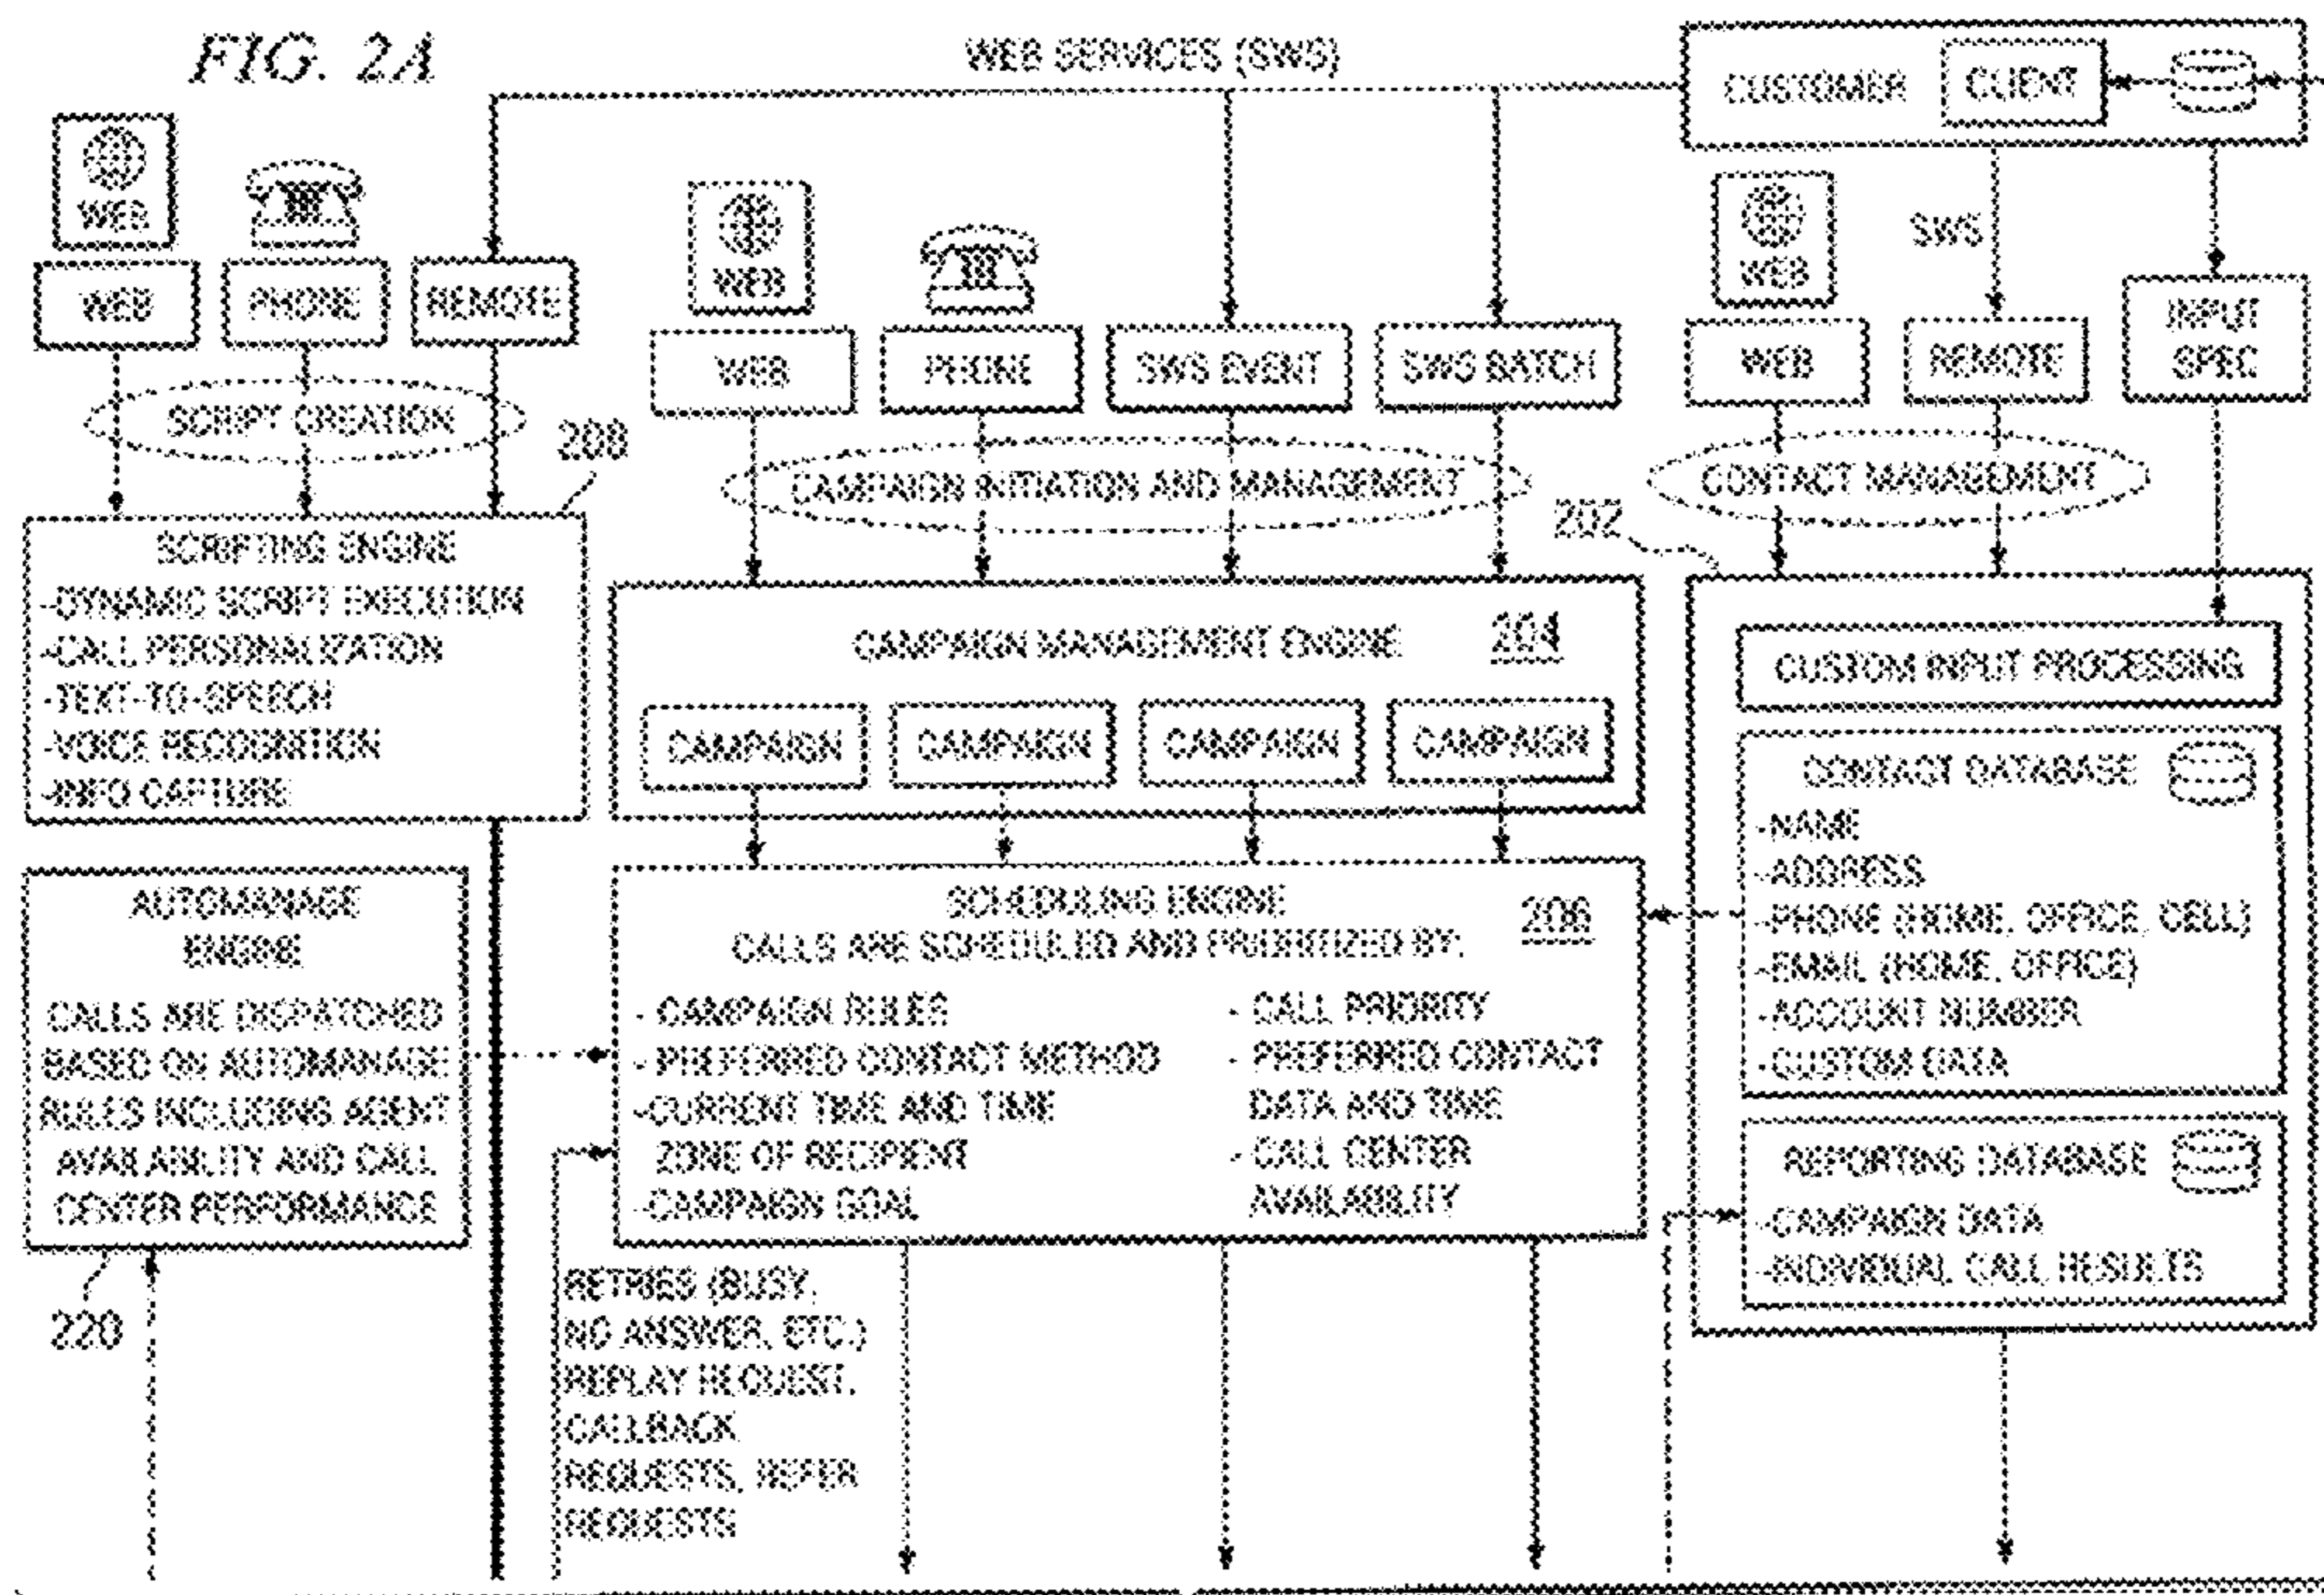 FIG. 2A
WEB SERVICES (SWS)
CUSTOMER
CLIENT
WEB
WEB
PHONE
REMOTE
SCRIPT CREATION
208
WEB
WEB
PHONE
SWS EVENT
SWS BATCH
CAMPAIGN INITIATION AND MANAGEMENT
WEB
SWS
WEB
REMOTE
INPUT
SPEC
CONTACT MANAGEMENT
202
SCRIPTING ENGINE
-DYNAMIC SCRIPT EXECUTION
-CALL PERSONALIZATION
-TEXT-TO-SPEECH
-VOICE RECOGNITION
-INFO CAPTURE
CAMPAIGN MANAGEMENT ENGINE 204
CAMPAIGN CAMPAIGN CAMPAIGN CAMPAIGN
CUSTOM INPUT PROCESSING
CONTACT DATABASE
-NAME
-ADDRESS
-PHONE (HOME, OFFICE, CELL)
-EMAIL (HOME, OFFICE)
-ACCOUNT NUMBER
-CUSTOM DATA
REPORTING DATABASE
-CAMPAIGN DATA
-INDIVIDUAL CALL RESULTS
AUTOMANAGE
ENGINE
CALLS ARE DISPATCHED
BASED ON AUTOMANAGE
RULES INCLUDING AGENT
AVAILABILITY AND CALL
CENTER PERFORMANCE
220
SCHEDULING ENGINE 206
CALLS ARE SCHEDULED AND PRIORITIZED BY:
- CAMPAIGN RULES
- PREFERRED CONTACT METHOD
-CURRENT TIME AND TIME
ZONE OF RECIPIENT
-CAMPAIGN GOAL
- CALL PRIORITY
- PREFERRED CONTACT
DATA AND TIME
- CALL CENTER
AVAILABILITY
RETRIES (BUSY,
NO ANSWER, ETC.)
REPLAY REQUEST,
CALLBACK
REQUESTS, REFER
REQUESTS